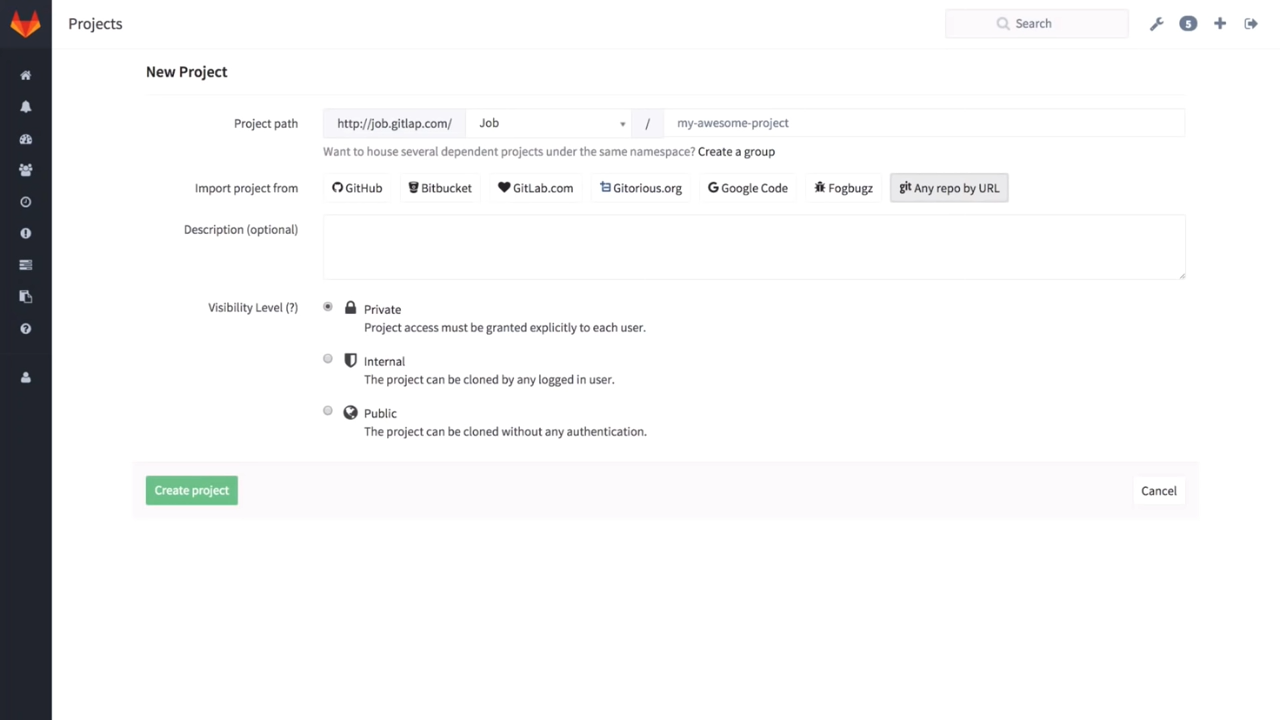 Projects
Search
5
New Project
Project path
http://job.gitlap.com/
Job
/
my-awesome-project
Want to house several dependent projects under the same namespace? Create a group
Import project from
GitHub
Bitbucket
GitLab.com
Gitorious.org
Google Code
Fogbugz
git Any repo by URL
Description (optional)
Visibility Level (?)
Private
Project access must be granted explicitly to each user.
Internal
The project can be cloned by any logged in user.
Public
The project can be cloned without any authentication.
Create project
Cancel